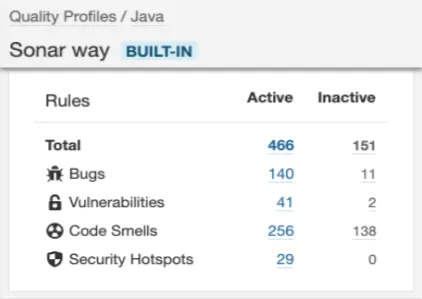 Quality Profiles / Java
Sonar way BUILT-IN
Rules Active Inactive
Total 466 151
Bugs 140 11
Vulnerabilities 41 2
Code Smells 256 138
Security Hotspots 29 0